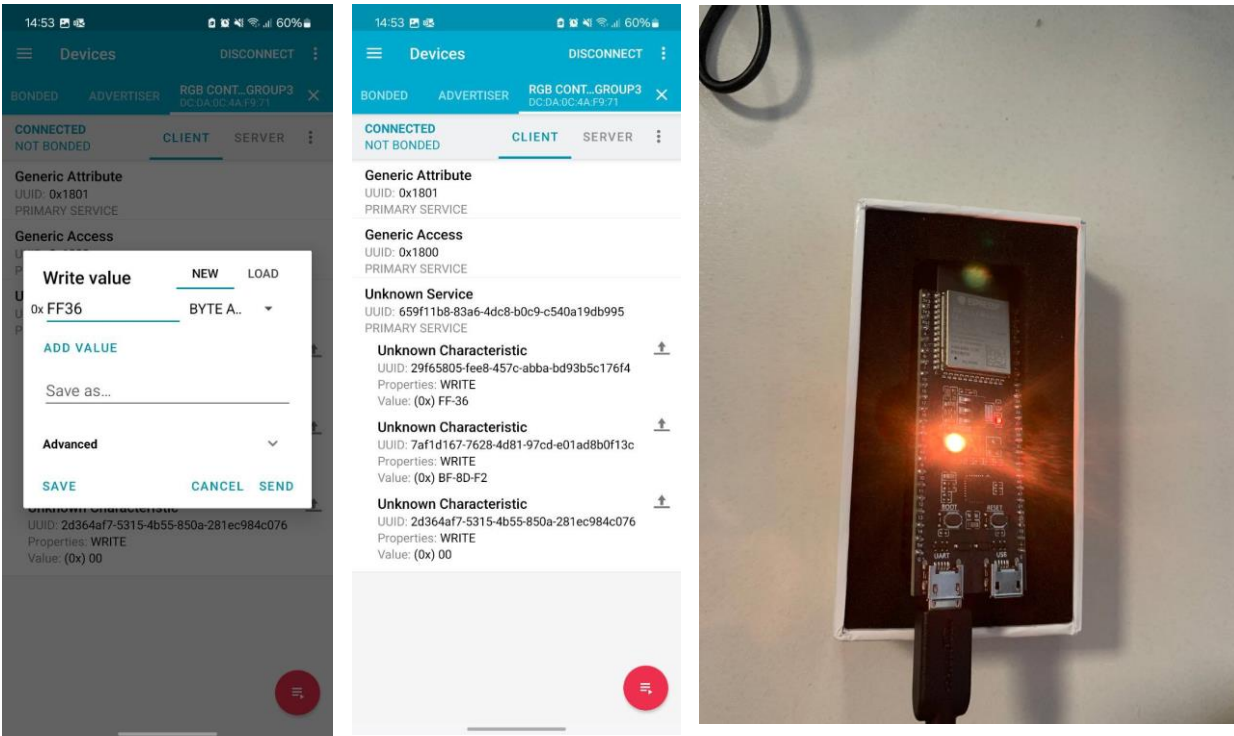 14:53
60%
Devices
DISCONNECT
BONDED
ADVERTISER
RGB CONT...GROUP3
DC:DA:0C:4A:F9:71
CONNECTED
NOT BONDED
CLIENT
SERVER
Generic Attribute
UUID: 0x1801
PRIMARY SERVICE
Generic Access
Write value
NEW
LOAD
0x FF36
BYTE A..
ADD VALUE
Save as...
Advanced
SAVE
CANCEL
SEND
UUID: 2d364af7-5315-4b55-850a-281ec984c076
Properties: WRITE
Value: (0x) 00
14:53
60%
Devices
DISCONNECT
BONDED
ADVERTISER
RGB CONT...GROUP3
DC:DA:0C:4A:F9:71
CONNECTED
NOT BONDED
CLIENT
SERVER
Generic Attribute
UUID: 0x1801
PRIMARY SERVICE
Generic Access
UUID: 0x1800
PRIMARY SERVICE
Unknown Service
UUID: 659f11b8-83a6-4dc8-b0c9-c540a19db995
PRIMARY SERVICE
Unknown Characteristic
UUID: 29f65805-fee8-457c-abba-bd93b5c176f4
Properties: WRITE
Value: (0x) FF-36
Unknown Characteristic
UUID: 7af1d167-7628-4d81-97cd-e01ad8b0f13c
Properties: WRITE
Value: (0x) BF-8D-F2
Unknown Characteristic
UUID: 2d364af7-5315-4b55-850a-281ec984c076
Properties: WRITE
Value: (0x) 00
BOOT
RESET
UART
USB